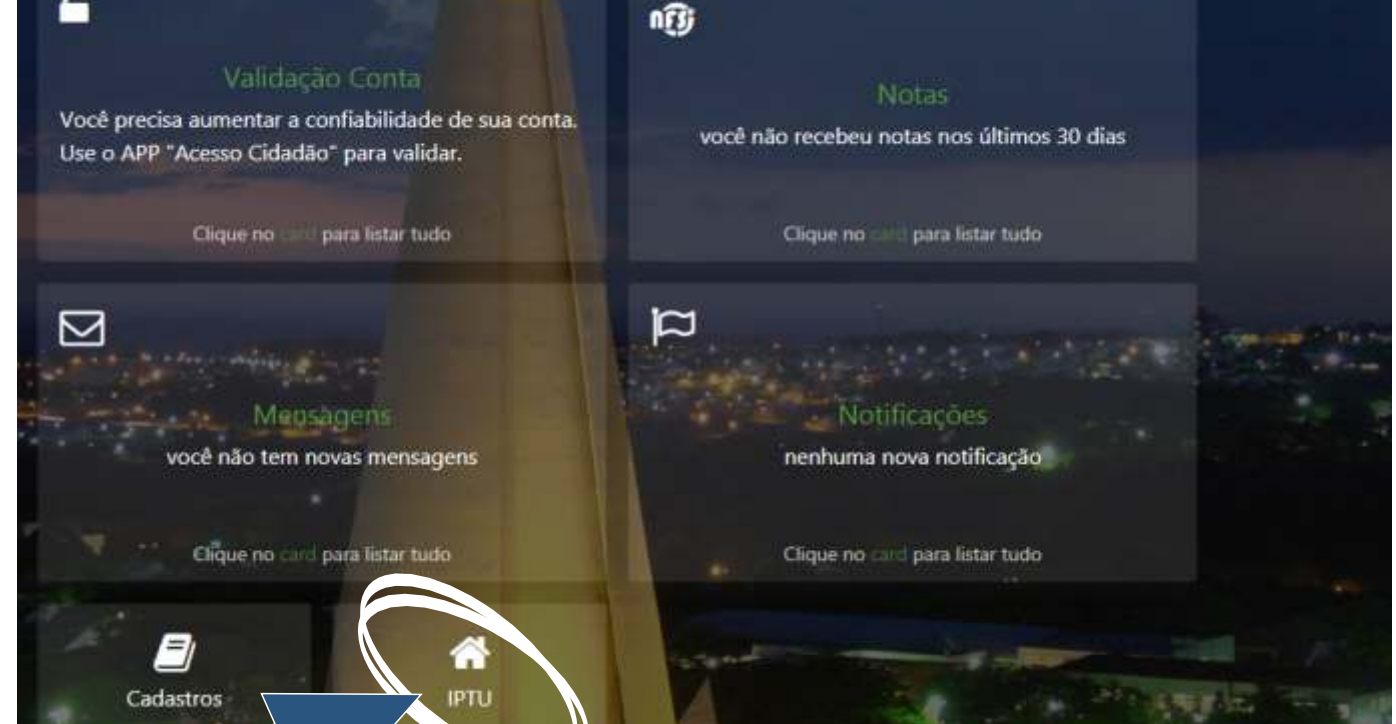 Validação Conta
Você precisa aumentar a confiabilidade de sua conta.
Use o APP "Acesso Cidadão" para validar.
Clique no card para listar tudo
Notas
você não recebeu notas nos últimos 30 dias
Clique no card para listar tudo
Mensagens
você não tem novas mensagens
Clique no card para listar tudo
Notificações
nenhuma nova notificação
Clique no card para listar tudo
Cadastros
IPTU